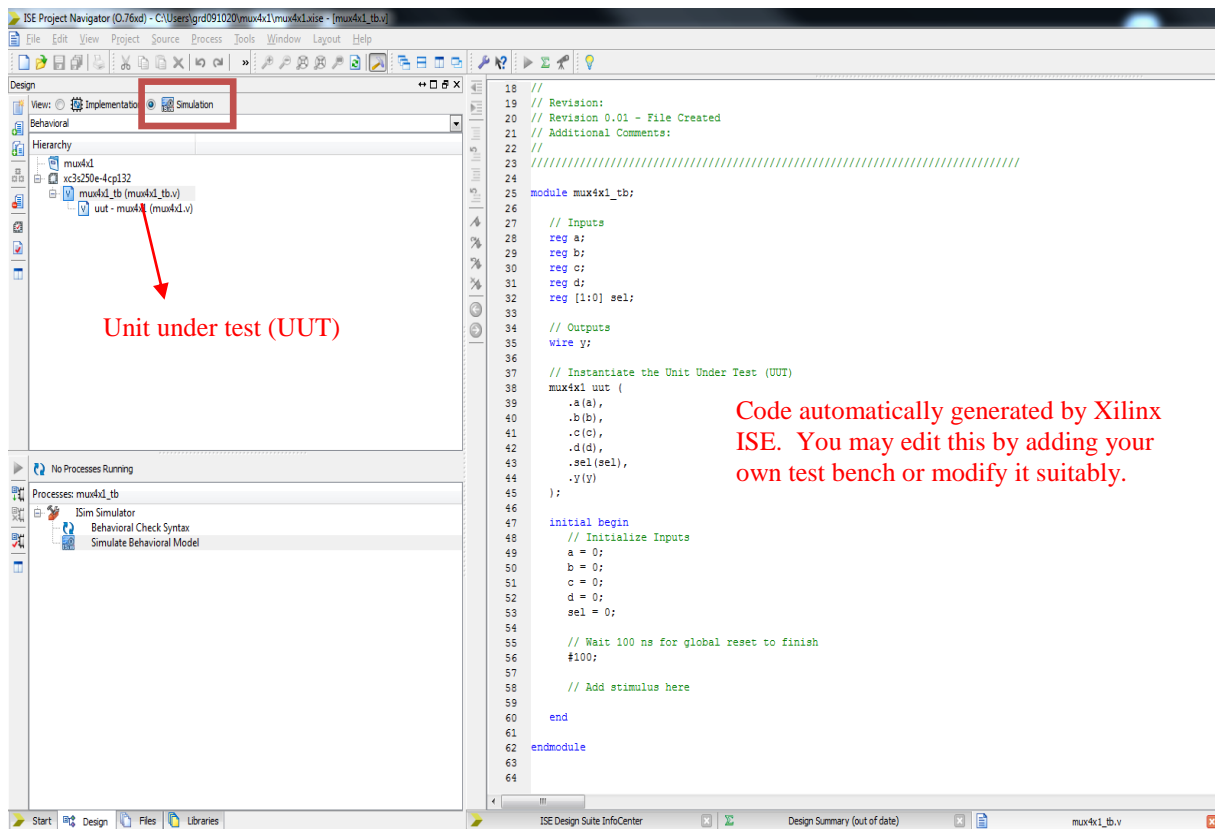 ISE Project Navigator (O.76xd) - C:\Users\grd091020\mux4x1\mux4x1.xise - [mux4x1_tb.v]
File Edit View Project Source Process Tools Window Layout Help
Design
View: Implementation Simulation
Behavioral
Hierarchy
mux4x1
xc3s250e-4cp132
mux4x1_tb (mux4x1_tb.v)
uut - mux4x1 (mux4x1.v)
Unit under test (UUT)
No Processes Running
Processes: mux4x1_tb
ISim Simulator
Behavioral Check Syntax
Simulate Behavioral Model
Start Design Files Libraries
18 //
19 // Revision:
20 // Revision 0.01 - File Created
21 // Additional Comments:
22 //
23 ////////////////////////////////////////////////////////////////////////////////
24
25 module mux4x1_tb;
26
27 // Inputs
28 reg a;
29 reg b;
30 reg c;
31 reg d;
32 reg [1:0] sel;
33
34 // Outputs
35 wire y;
36
37 // Instantiate the Unit Under Test (UUT)
38 mux4x1 uut (
39 .a(a),
40 .b(b),
41 .c(c),
42 .d(d),
43 .sel(sel),
44 .y(y)
45 );
46
47 initial begin
48 // Initialize Inputs
49 a = 0;
50 b = 0;
51 c = 0;
52 d = 0;
53 sel = 0;
54
55 // Wait 100 ns for global reset to finish
56 #100;
57
58 // Add stimulus here
59
60 end
61
62 endmodule
63
64
Code automatically generated by Xilinx
ISE. You may edit this by adding your
own test bench or modify it suitably.
ISE Design Suite InfoCenter Design Summary (out of date) mux4x1_tb.v